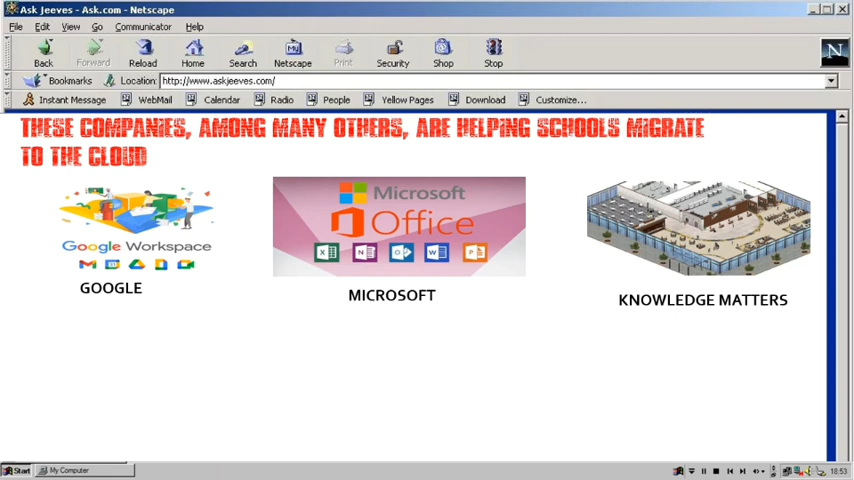 Ask Jeeves - Ask.com - Netscape
File Edit View Go Communicator Help
Back Forward Reload Home Search Netscape Print Security Shop Stop
Bookmarks Location: http://www.askjeeves.com/
Instant Message WebMail Calendar Radio People Yellow Pages Download Customize...
THESE COMPANIES, AMONG MANY OTHERS, ARE HELPING SCHOOLS MIGRATE
TO THE CLOUD
Google Workspace
Microsoft
Office
GOOGLE
MICROSOFT
KNOWLEDGE MATTERS
Start My Computer 18:53